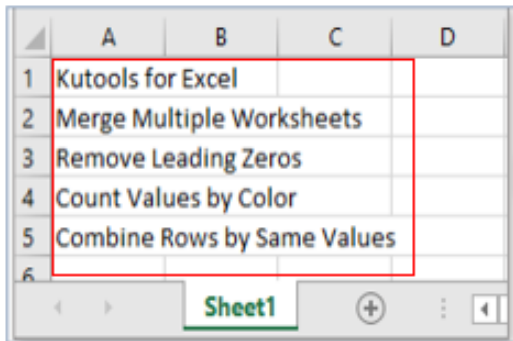 A B C D
1 Kutools for Excel
2 Merge Multiple Worksheets
3 Remove Leading Zeros
4 Count Values by Color
5 Combine Rows by Same Values
6
Sheet1